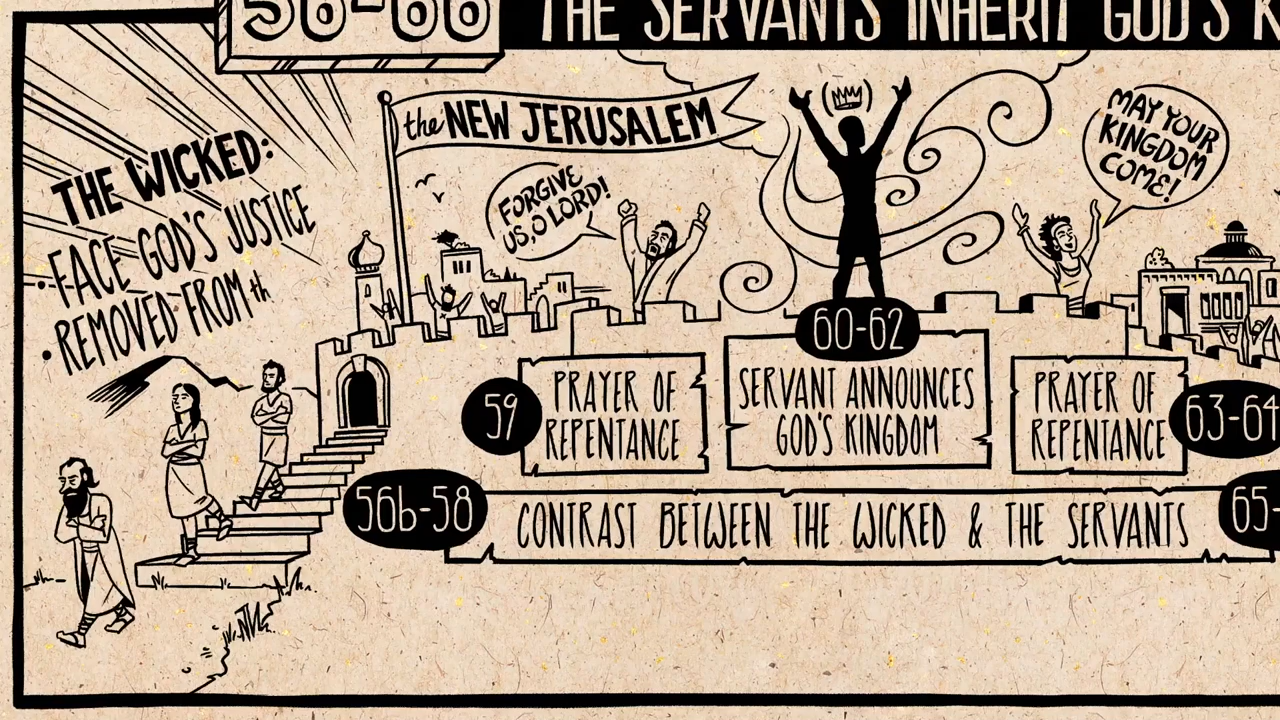 56-66
THE SERVANTS INHERIT GOD'S K
the NEW JERUSALEM
THE WICKED:
• FACE GOD'S JUSTICE
• REMOVED FROM th
FORGIVE
US, O LORD!
MAY YOUR
KINGDOM
COME!
60-62
SERVANT ANNOUNCES
GOD'S KINGDOM
59
PRAYER OF
REPENTANCE
PRAYER OF
REPENTANCE
63-64
56b-58
CONTRAST BETWEEN THE WICKED & THE SERVANTS
65-